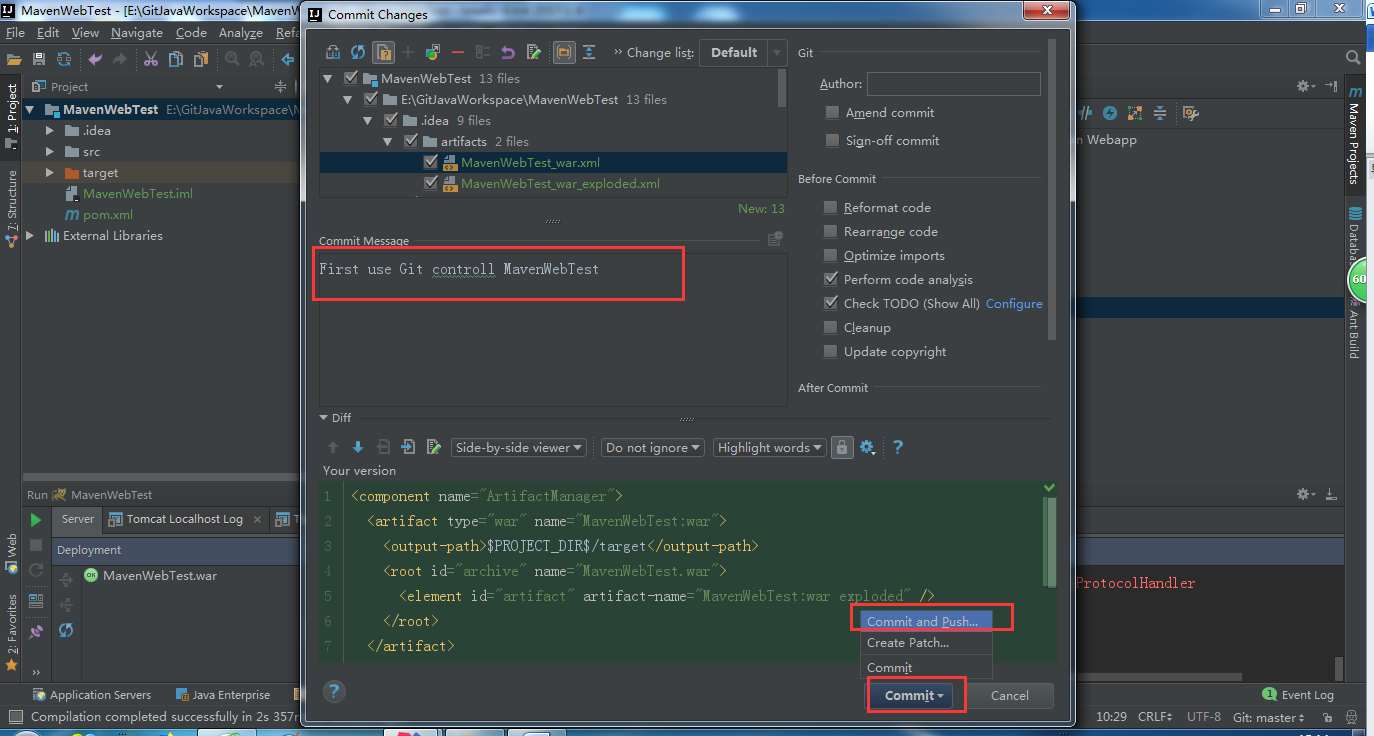 MavenWebTest - [E:\GitJavaWorkspace\MavenW
Commit Changes
File Edit View Navigate Code Analyze Refa
Change list: Default
Git
Project
MavenWebTest 13 files
Author:
MavenWebTest E:\GitJavaWorkspace\M
E:\GitJavaWorkspace\MavenWebTest 13 files
Amend commit
.idea
.idea 9 files
Sign-off commit
n Webapp
src
artifacts 2 files
target
MavenWebTest_war.xml
Before Commit
MavenWebTest.iml
MavenWebTest_war_exploded.xml
pom.xml
New: 13
Reformat code
External Libraries
Commit Message
Rearrange code
First use Git controll MavenWebTest
Optimize imports
Perform code analysis
60
Check TODO (Show All) Configure
Cleanup
Update copyright
After Commit
Diff
Side-by-side viewer
Do not ignore
Highlight words
?
Your version
Run MavenWebTest
1 <component name="ArtifactManager">
Server
Tomcat Localhost Log
2 <artifact type="war" name="MavenWebTest:war">
3 <output-path>$PROJECT_DIR$/target</output-path>
Deployment
4 <root id="archive" name="MavenWebTest.war">
OK MavenWebTest.war
ProtocolHandler
5 <element id="artifact" artifact-name="MavenWebTest:war exploded" />
6 </root>
Commit and Push...
7 </artifact>
Create Patch...
Commit
?
Commit
Cancel
Application Servers
Java Enterprise
1 Event Log
Compilation completed successfully in 2s 357
10:29 CRLF UTF-8 Git: master
1: Project
7: Structure
Web
2: Favorites
Maven Projects
Databas
Ant Build